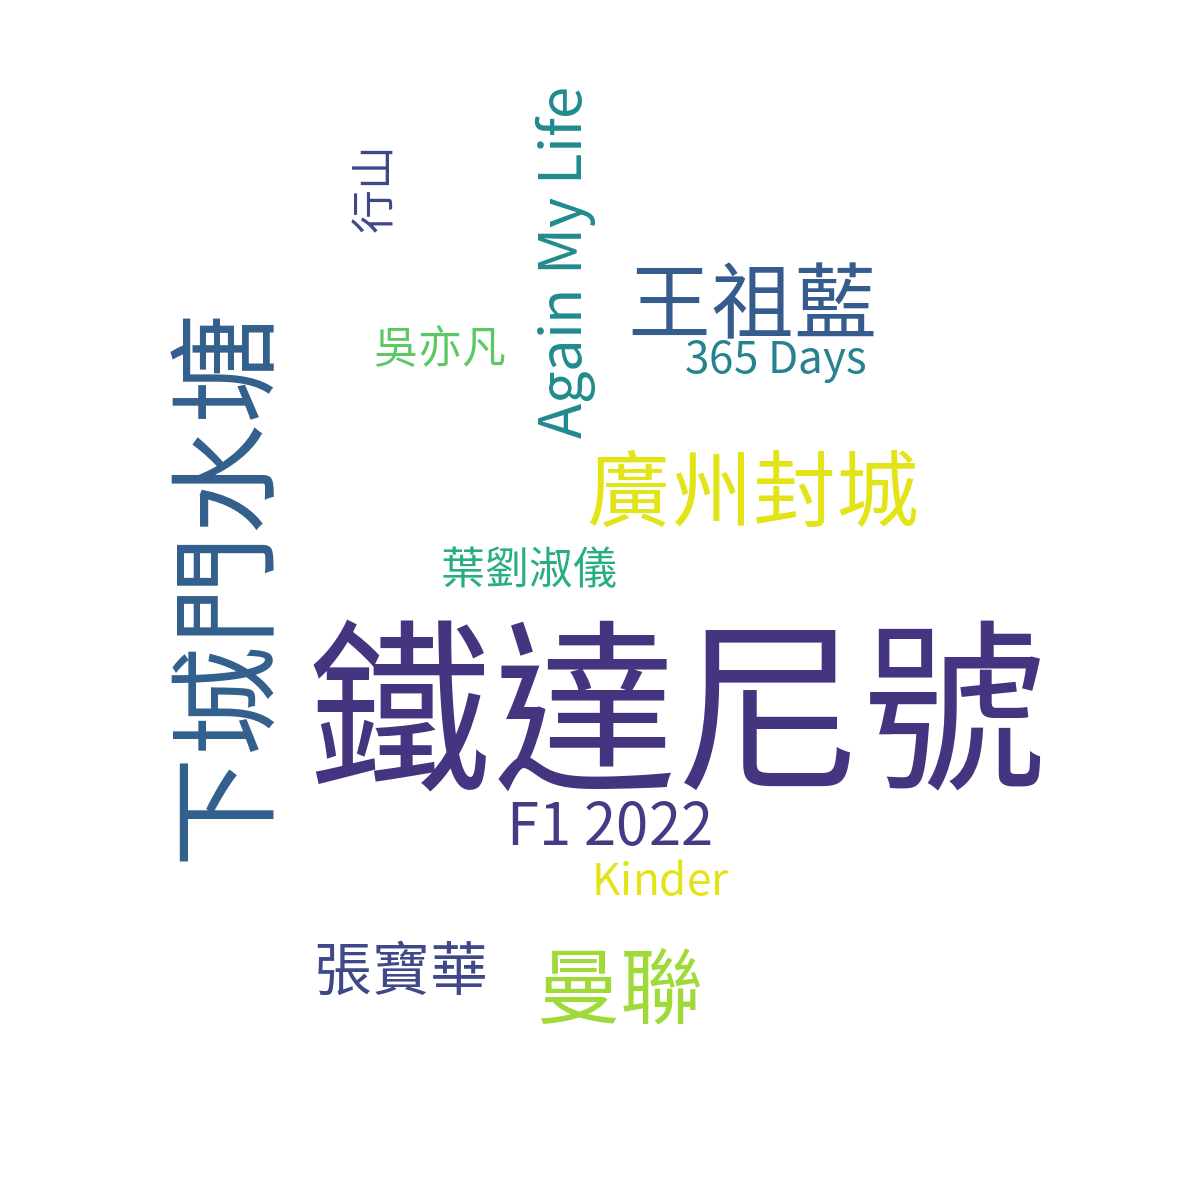 行山
Again My Life
王祖藍
吳亦凡
365 Days
下城門水塘
廣州封城
葉劉淑儀
鐵達尼號
F1 2022
Kinder
張寶華
曼聯